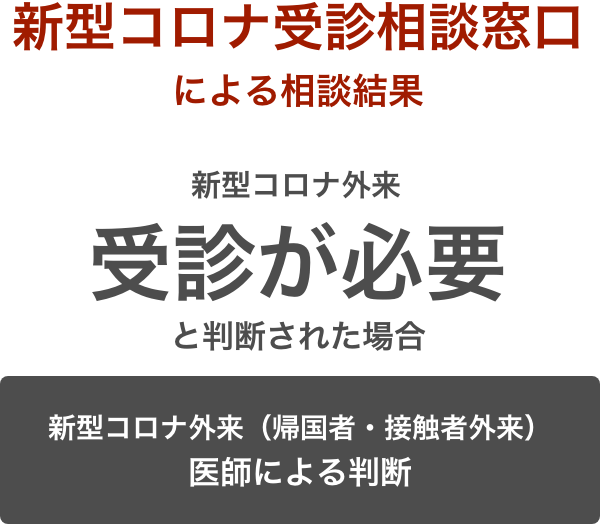 新型コロナ受診相談窓口
による相談結果
新型コロナ外来
受診が必要
と判断された場合
新型コロナ外来（帰国者・接触者外来）
医師による判断